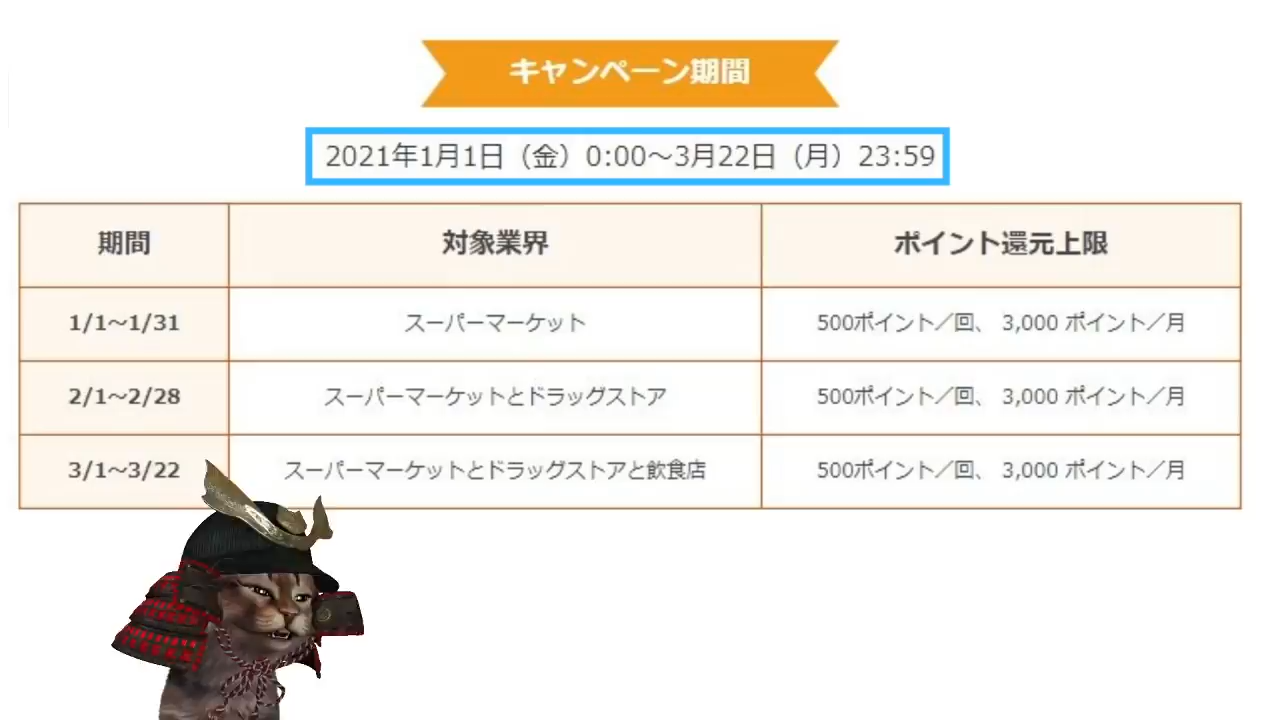 キャンペーン期間
2021年1月1日（金）0:00～3月22日（月）23:59
期間 対象業界 ポイント還元上限
1/1～1/31 スーパーマーケット 500ポイント／回、 3,000 ポイント／月
2/1～2/28 スーパーマーケットとドラッグストア 500ポイント／回、 3,000 ポイント／月
3/1～3/22 スーパーマーケットとドラッグストアと飲食店 500ポイント／回、 3,000 ポイント／月